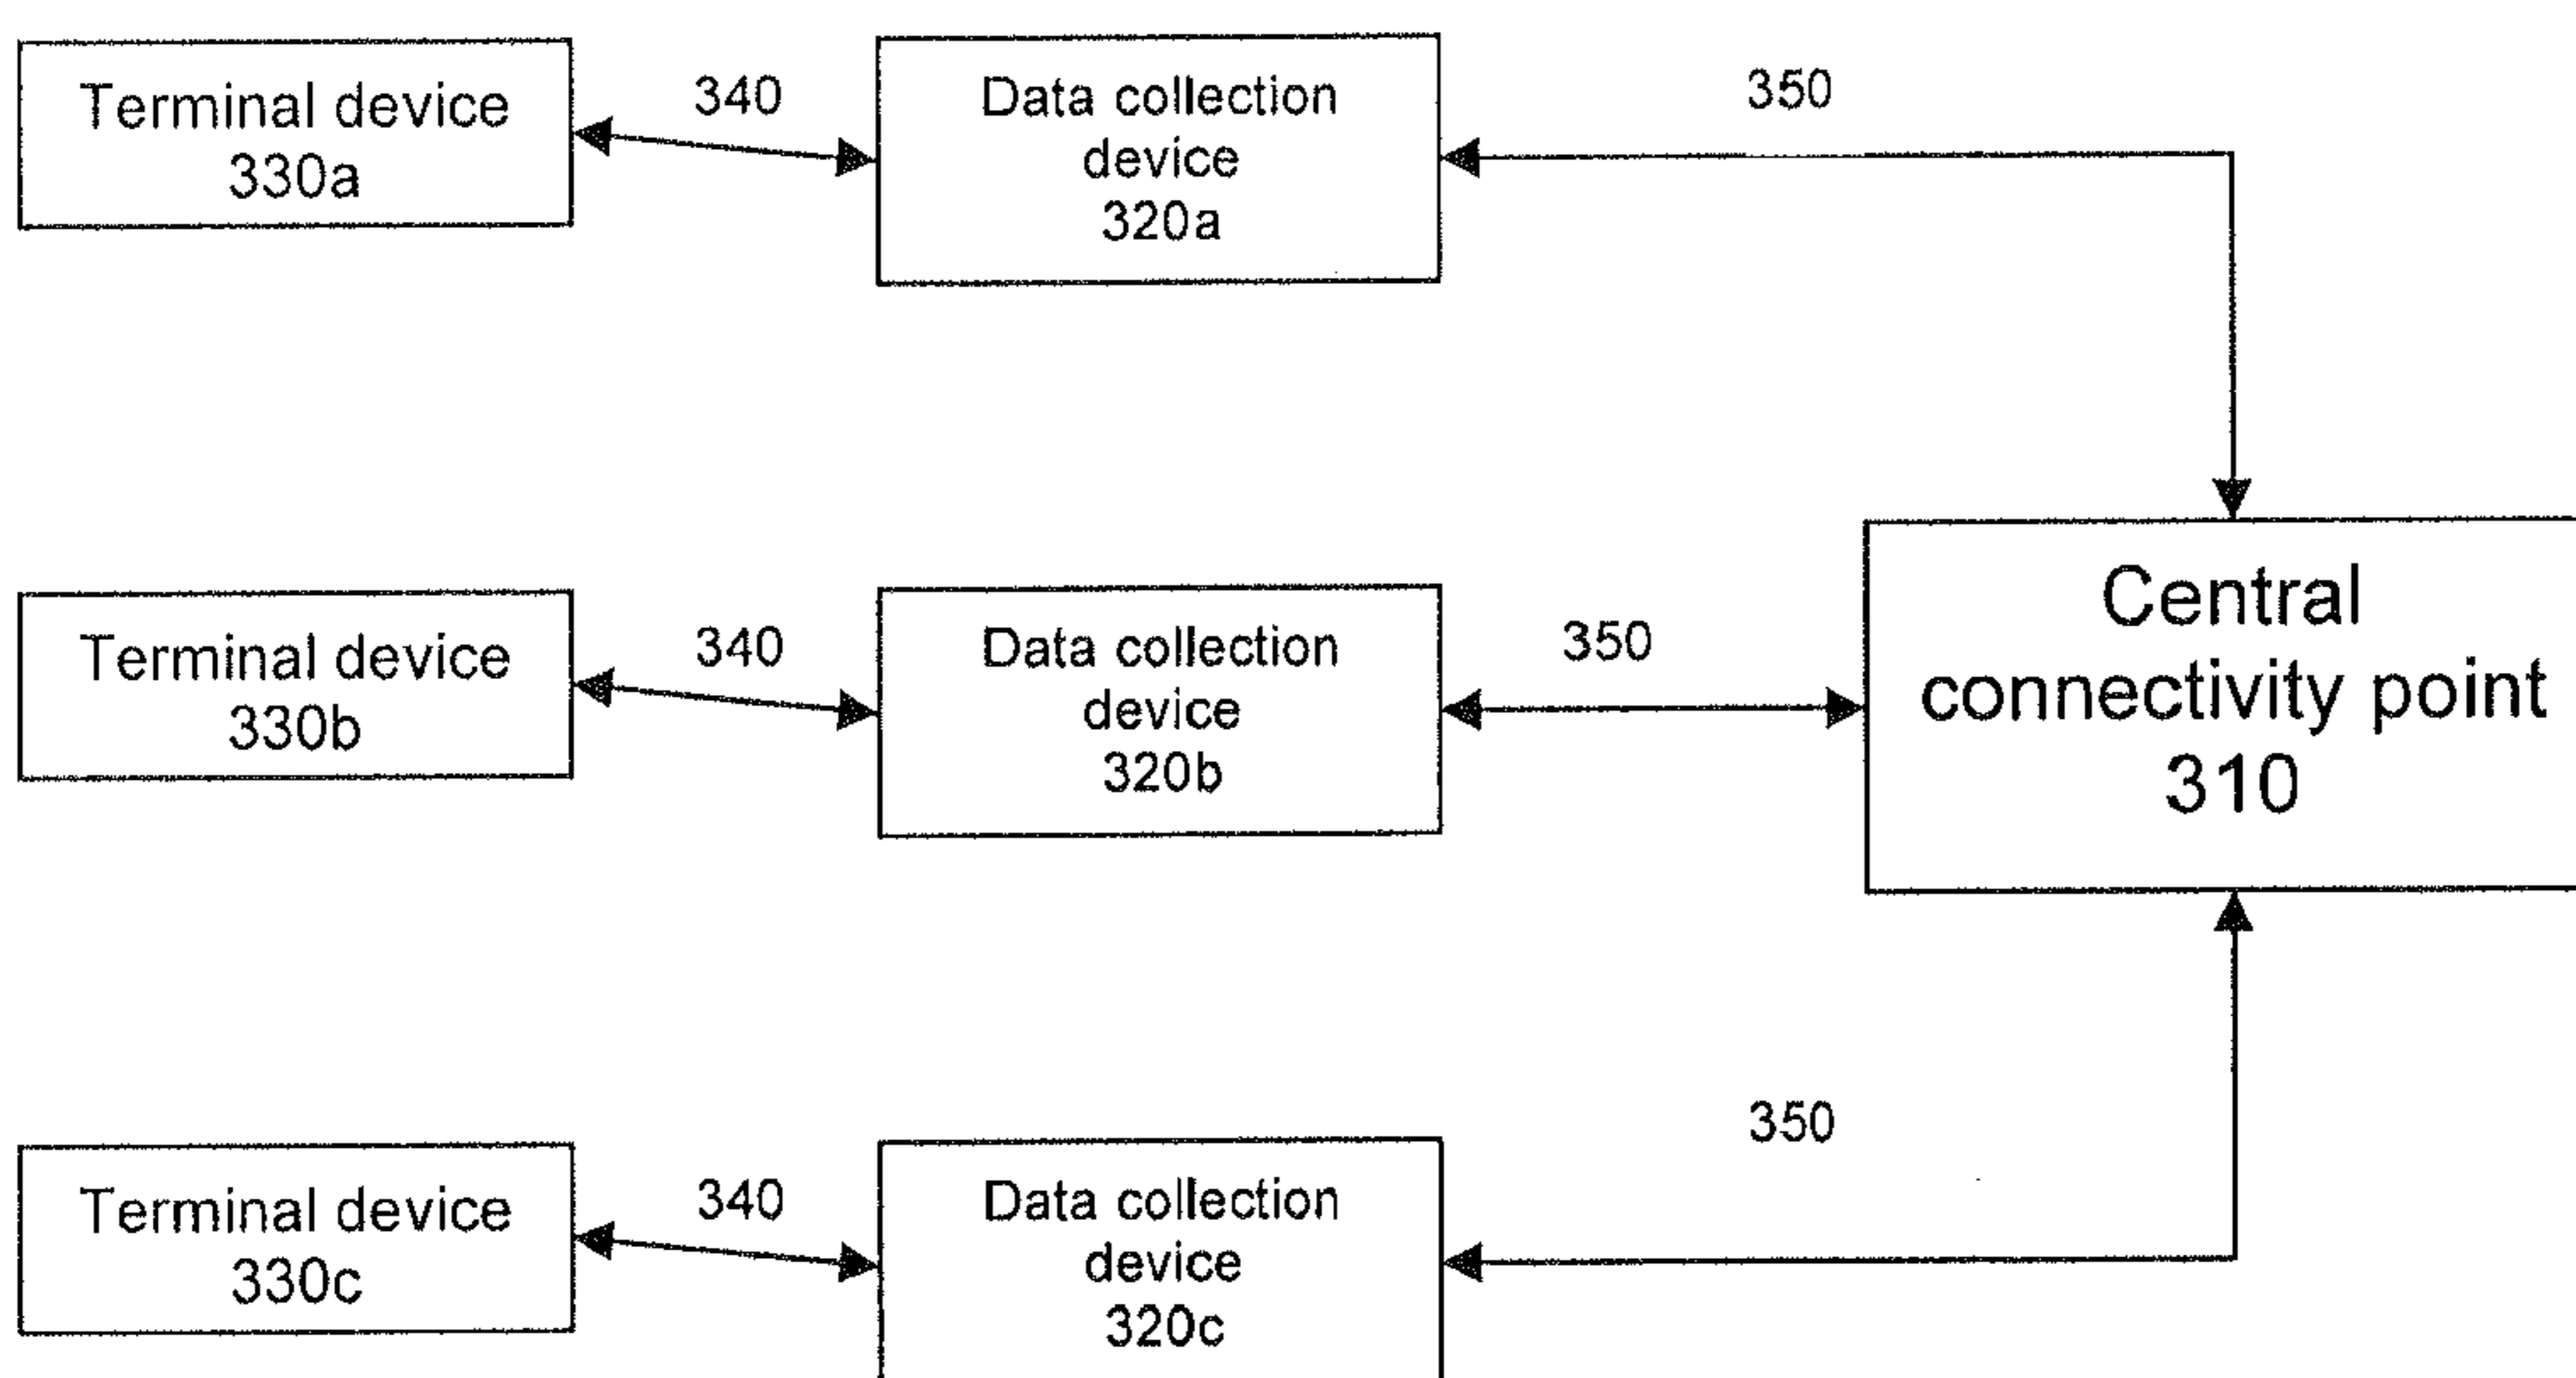 Terminal device
330a
340
Data collection
device
320a
350
Terminal device
330b
340
Data collection
device
320b
350
Central
connectivity point
310
Terminal device
330c
340
Data collection
device
320c
350